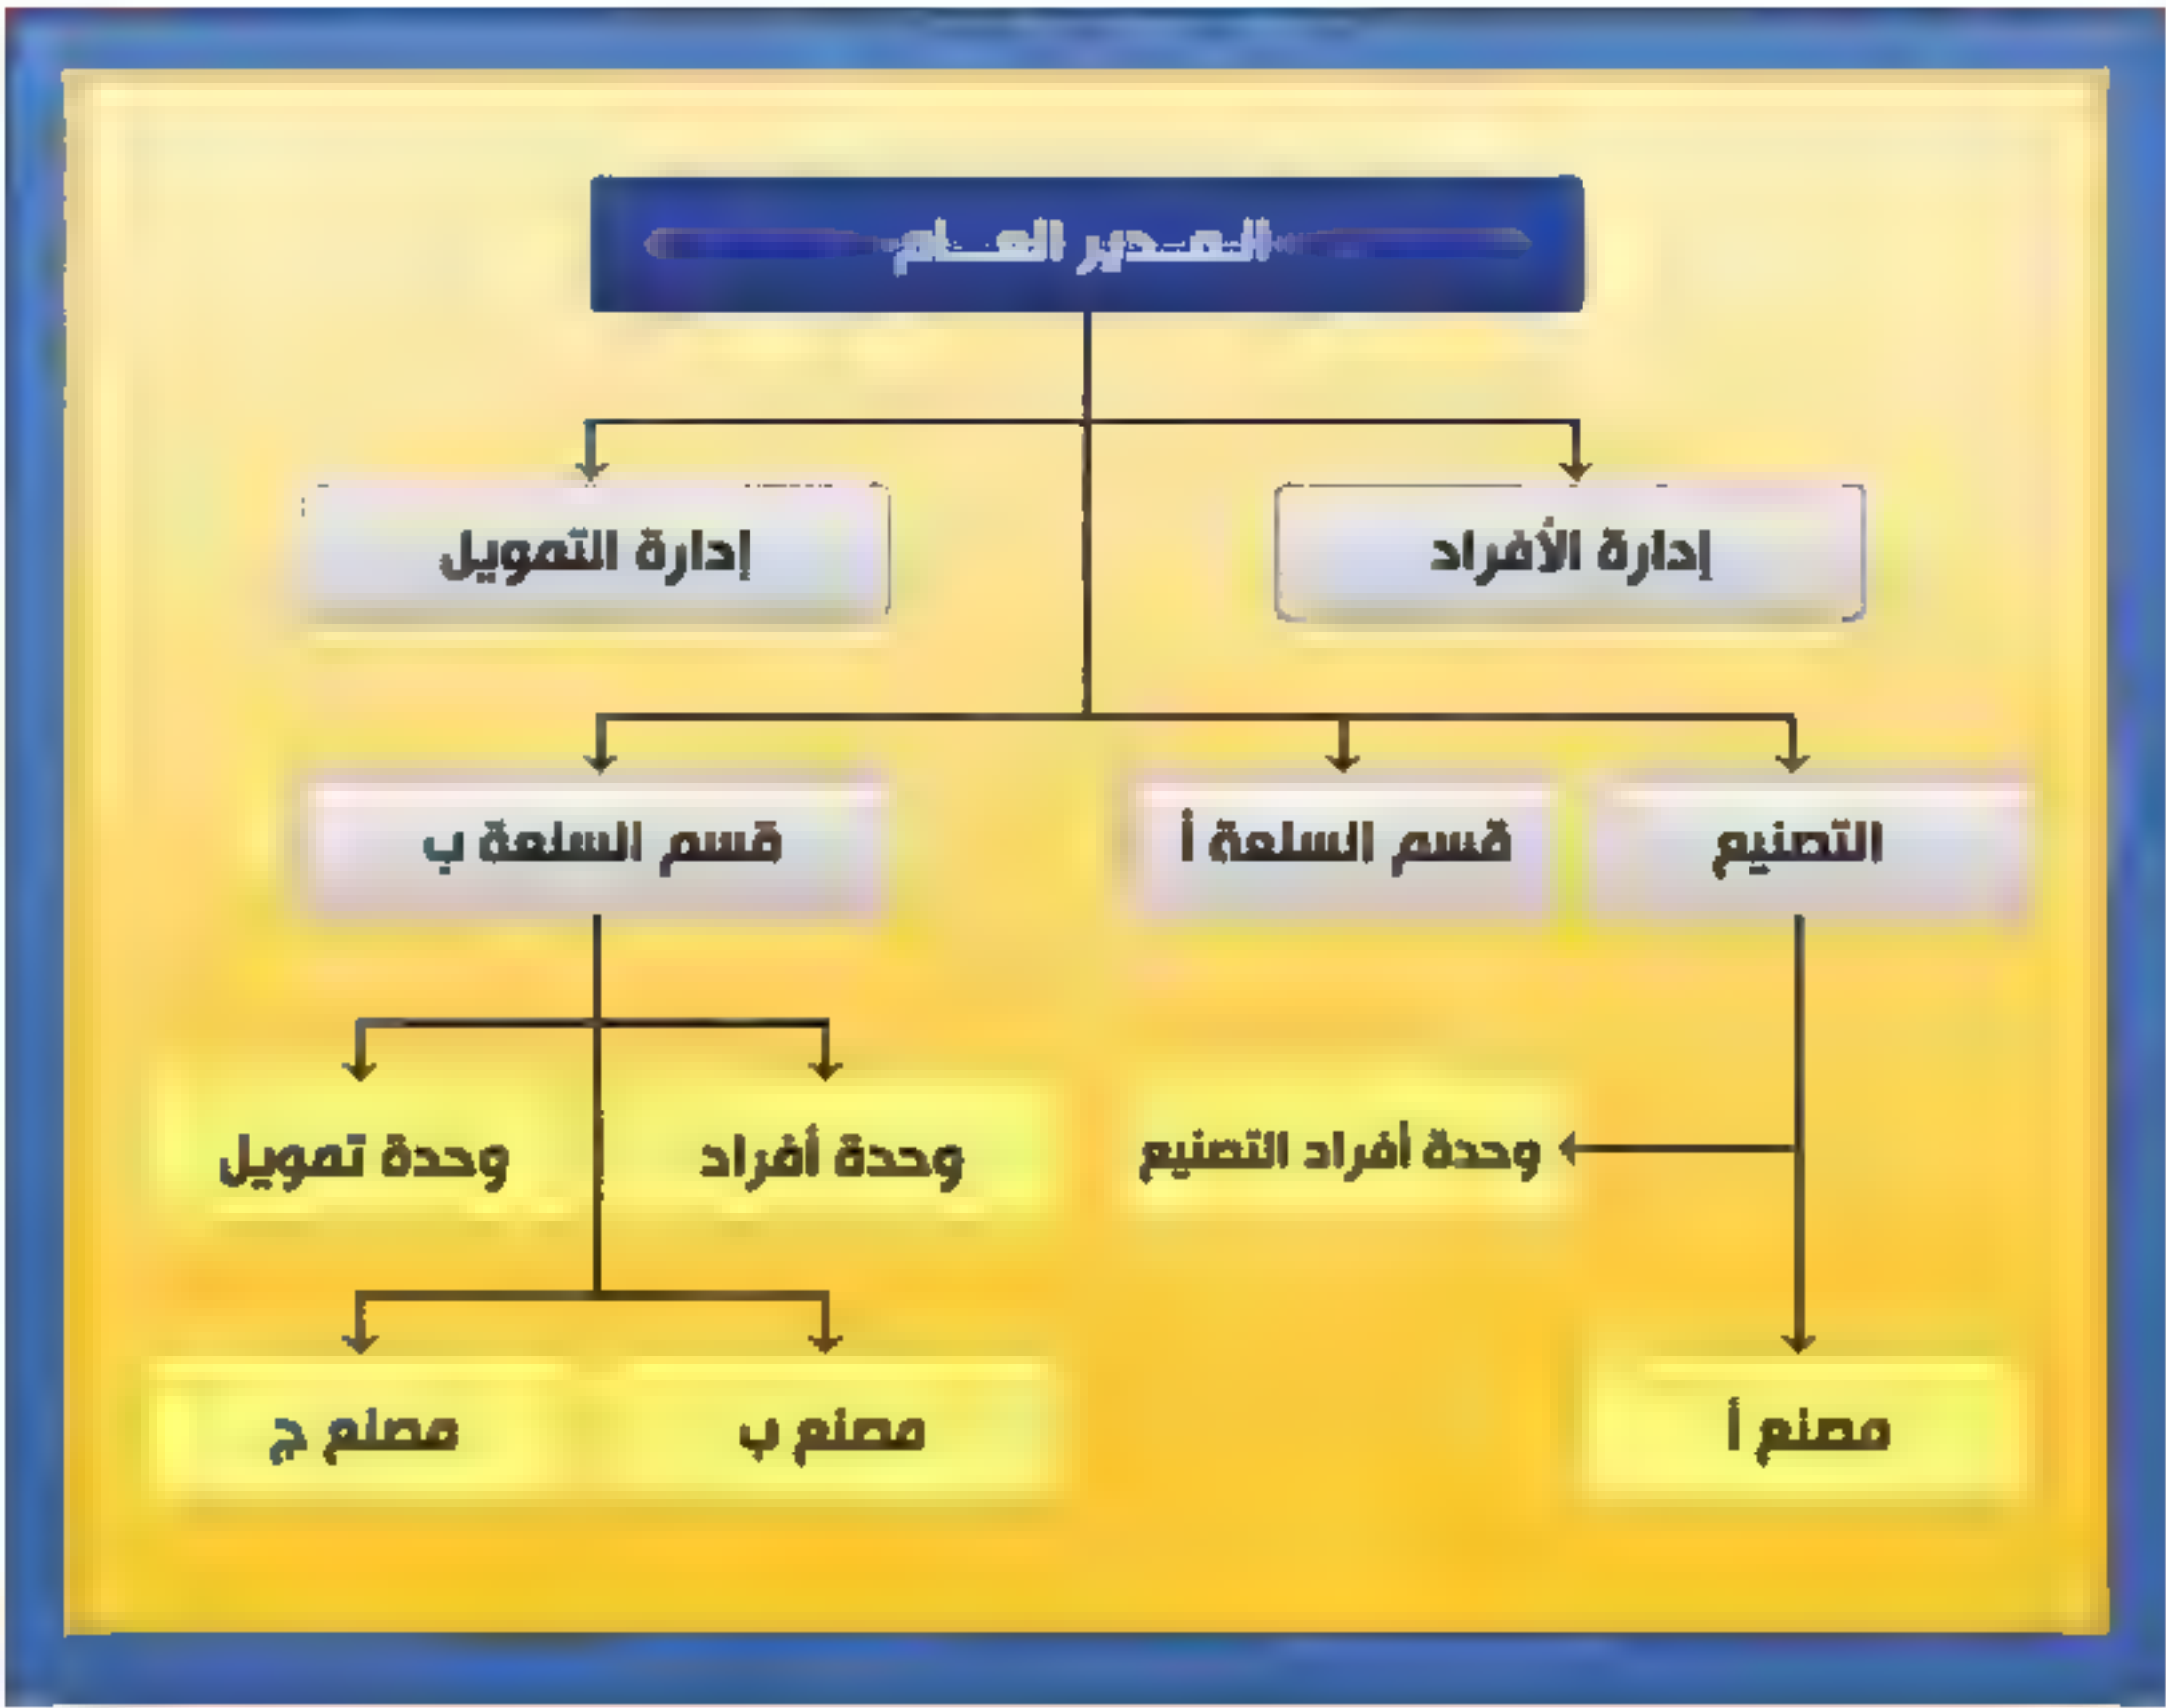 المدير العام
إدارة الأفراد
إدارة التمويل
التصنيع
قسم السلعة أ
قسم السلعة ب
وحدة أفراد التصنيع
وحدة أفراد
وحدة تمويل
مصنع أ
مصنع ب
مصنع ج